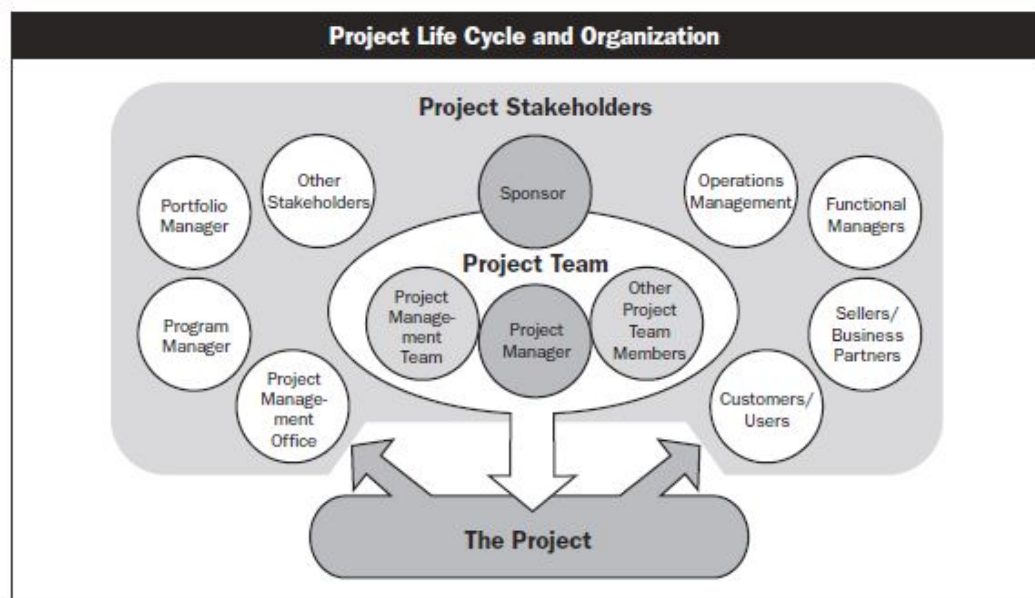 Project Life Cycle and Organization
Project Stakeholders
Portfolio
Manager
Other
Stakeholders
Sponsor
Operations
Management
Functional
Managers
Program
Manager
Project
Manage-
ment
Office
Project Team
Project
Manage-
ment
Team
Project
Manager
Other
Project
Team
Members
Sellers/
Business
Partners
Customers/
Users
The Project